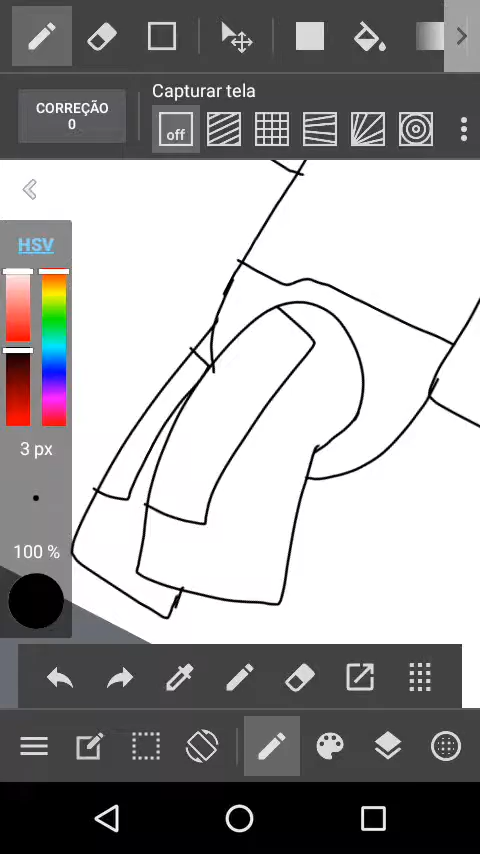 CORREÇÃO
0
Capturar tela
off
HSV
3 px
100 %